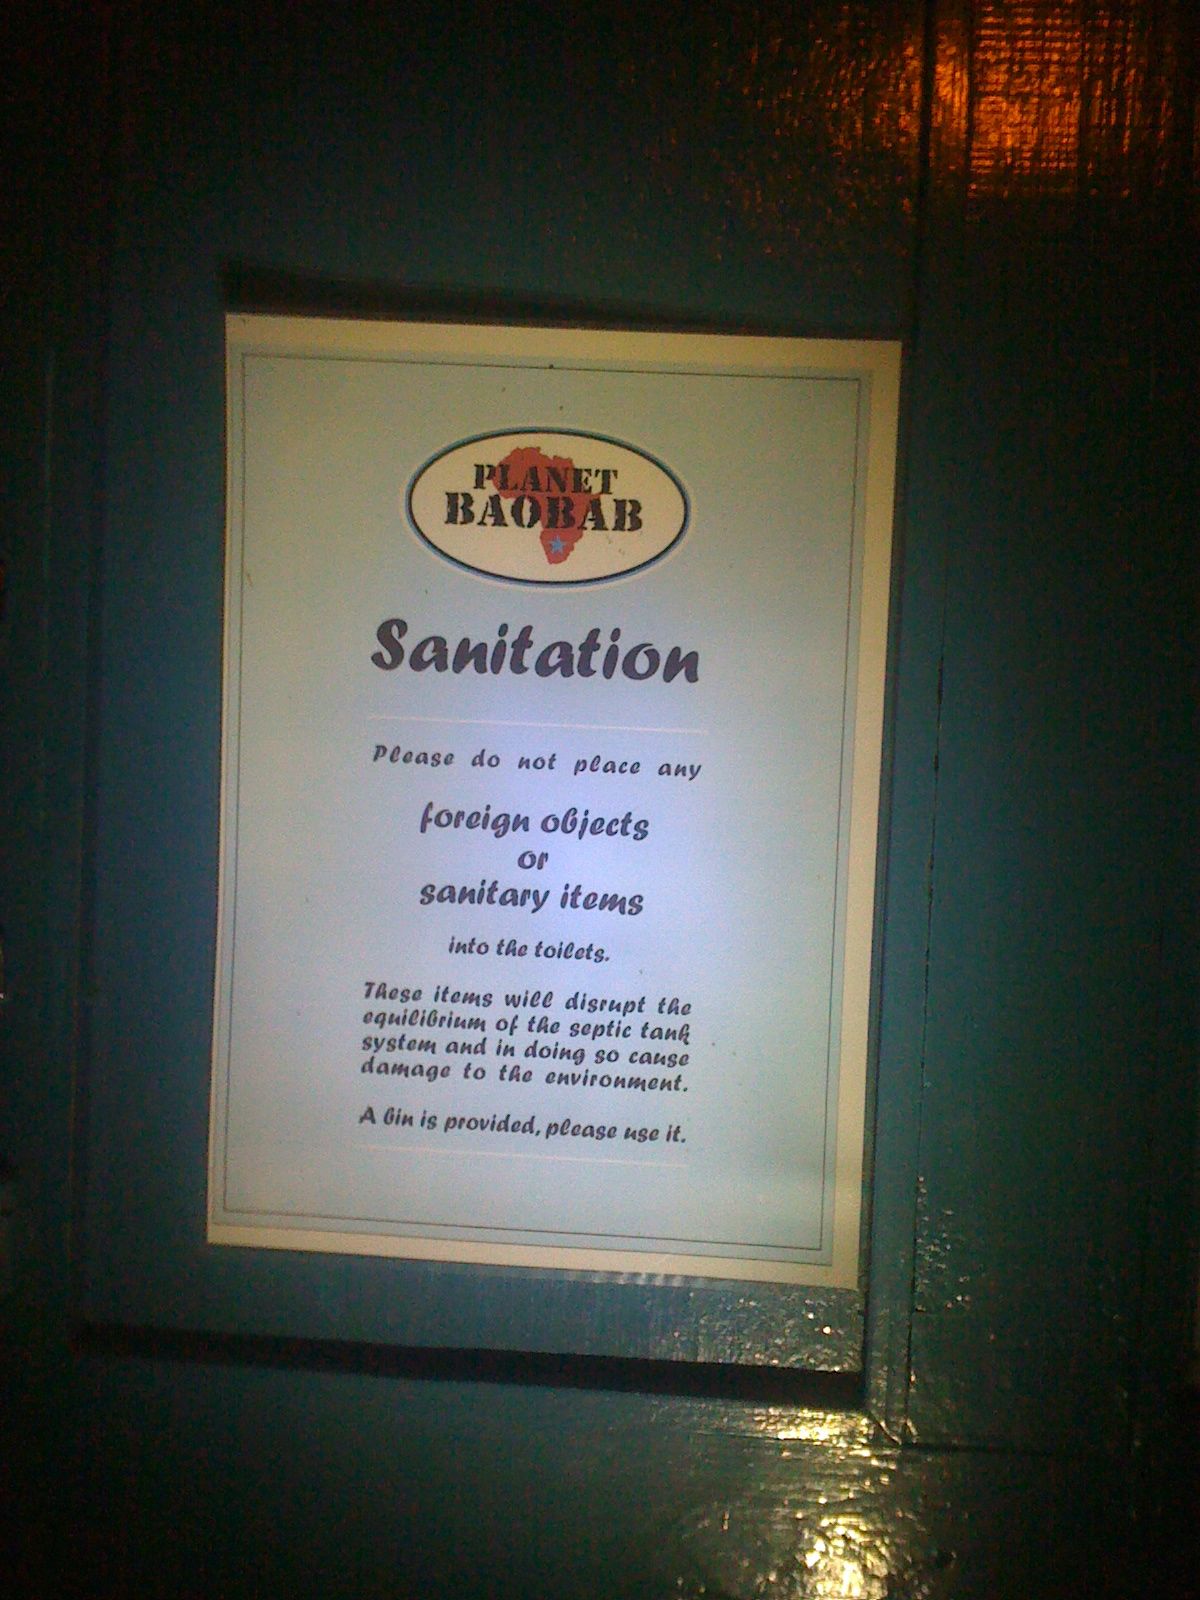 PLANET
BAOBAB
Sanitation
Please do not place any
foreign objects
or
sanitary items
into the toilets.
These items will disrupt the
equilibrium of the septic tank
system and in doing so cause
damage to the environment.
A bin is provided, please use it.